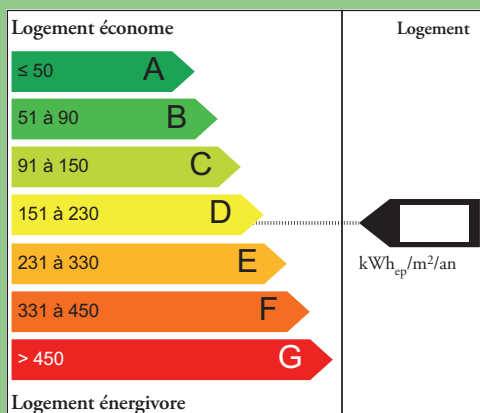 Logement économe
Logement
≤ 50 A
51 à 90 B
91 à 150 C
151 à 230 D
231 à 330 E
kWhep/m²/an
331 à 450 F
> 450 G
Logement énergivore